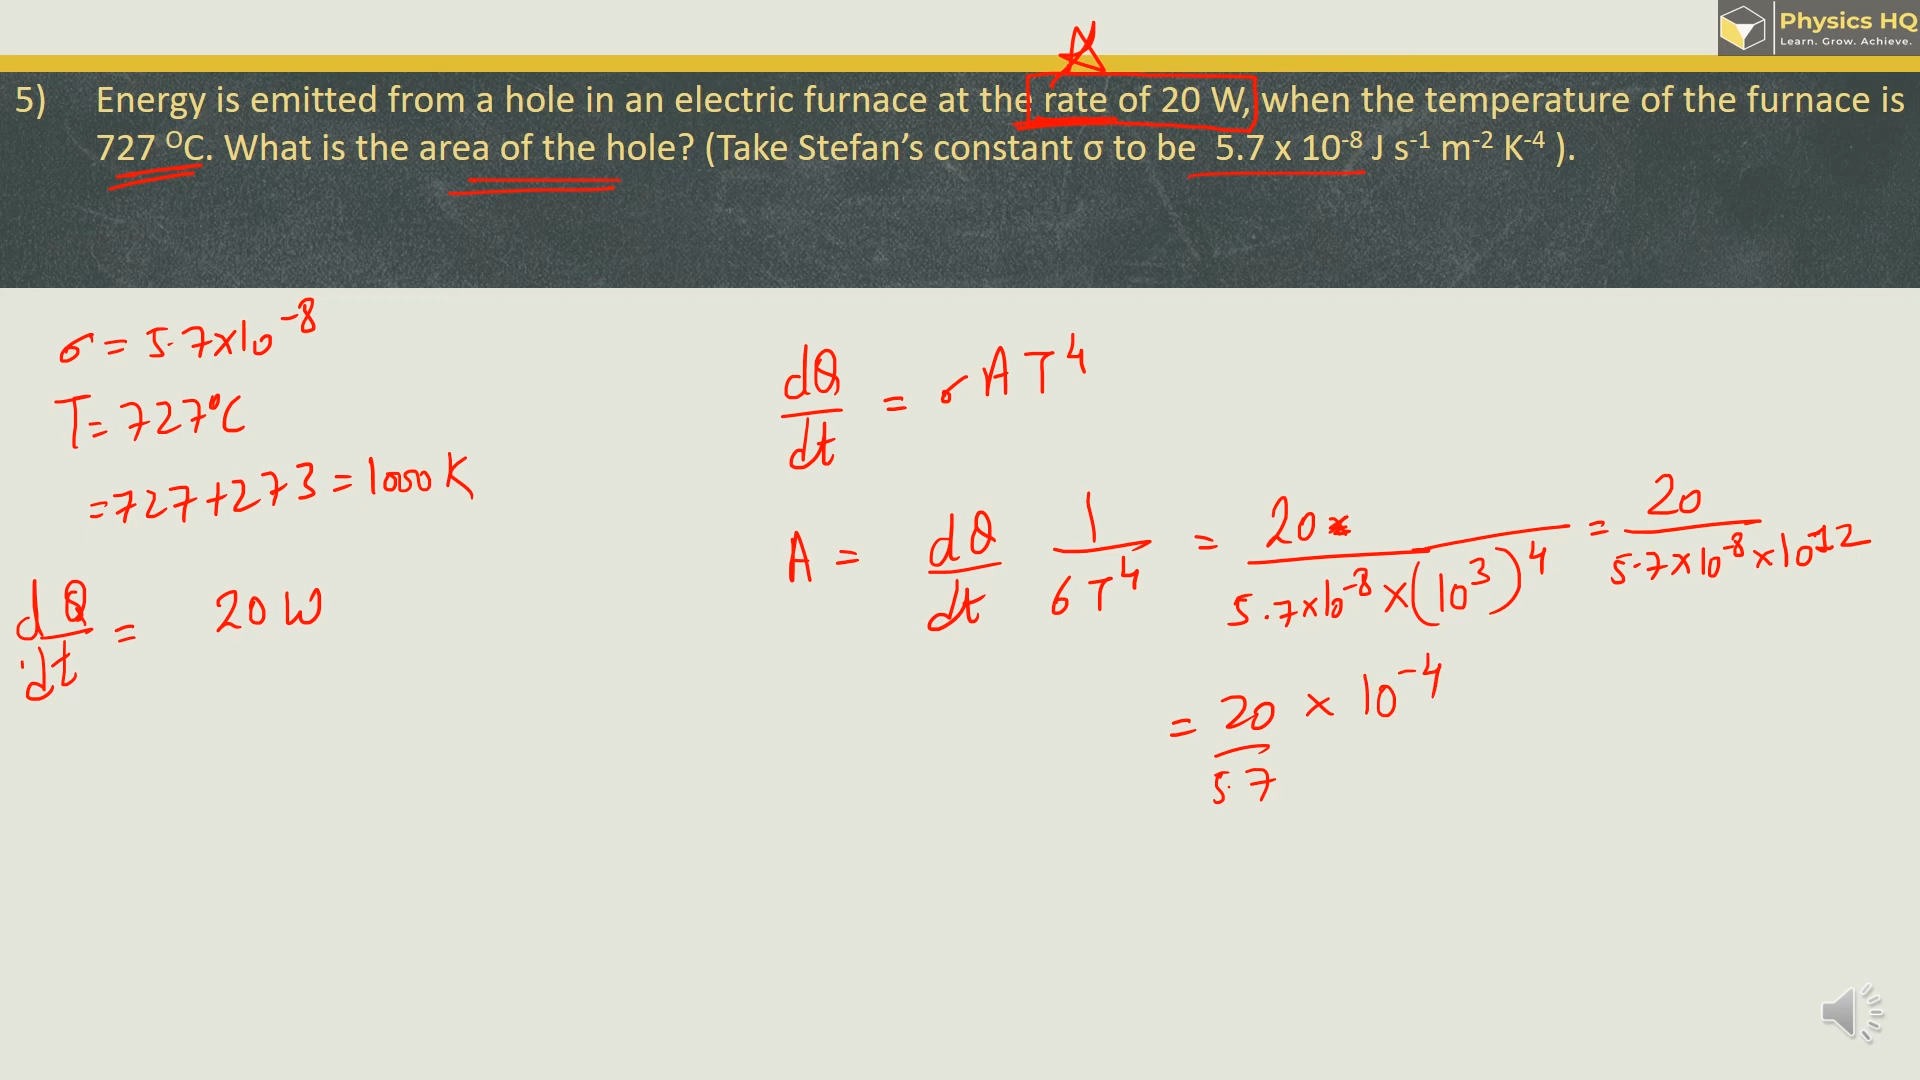 Physics HQ
Learn. Grow. Achieve.
5) Energy is emitted from a hole in an electric furnace at the rate of 20 W, when the temperature of the furnace is
727 ᴼC. What is the area of the hole? (Take Stefan’s constant σ to be 5.7 x 10⁻⁸ J s⁻¹ m⁻² K⁻⁴ ).
σ = 5.7×10⁻⁸
T = 727°C
= 727+273 = 1000 K
dQ/dt = 20 W
dQ/dt = σ A T⁴
A = dQ/dt 1/σT⁴ = 20/5.7×10⁻⁸×(10³)⁴ = 20/5.7×10⁻⁸×10¹²
= 20/5.7 × 10⁻⁴